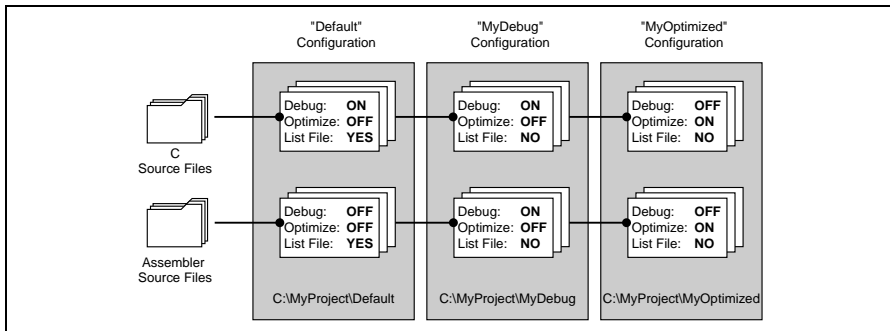 "Default"
Configuration
"MyDebug"
Configuration
"MyOptimized"
Configuration
C
Source Files
Debug: ON
Optimize: OFF
List File: YES
Debug: ON
Optimize: OFF
List File: NO
Debug: OFF
Optimize: ON
List File: NO
Assembler
Source Files
Debug: OFF
Optimize: OFF
List File: YES
Debug: ON
Optimize: OFF
List File: NO
Debug: OFF
Optimize: ON
List File: NO
C:\MyProject\Default
C:\MyProject\MyDebug
C:\MyProject\MyOptimized